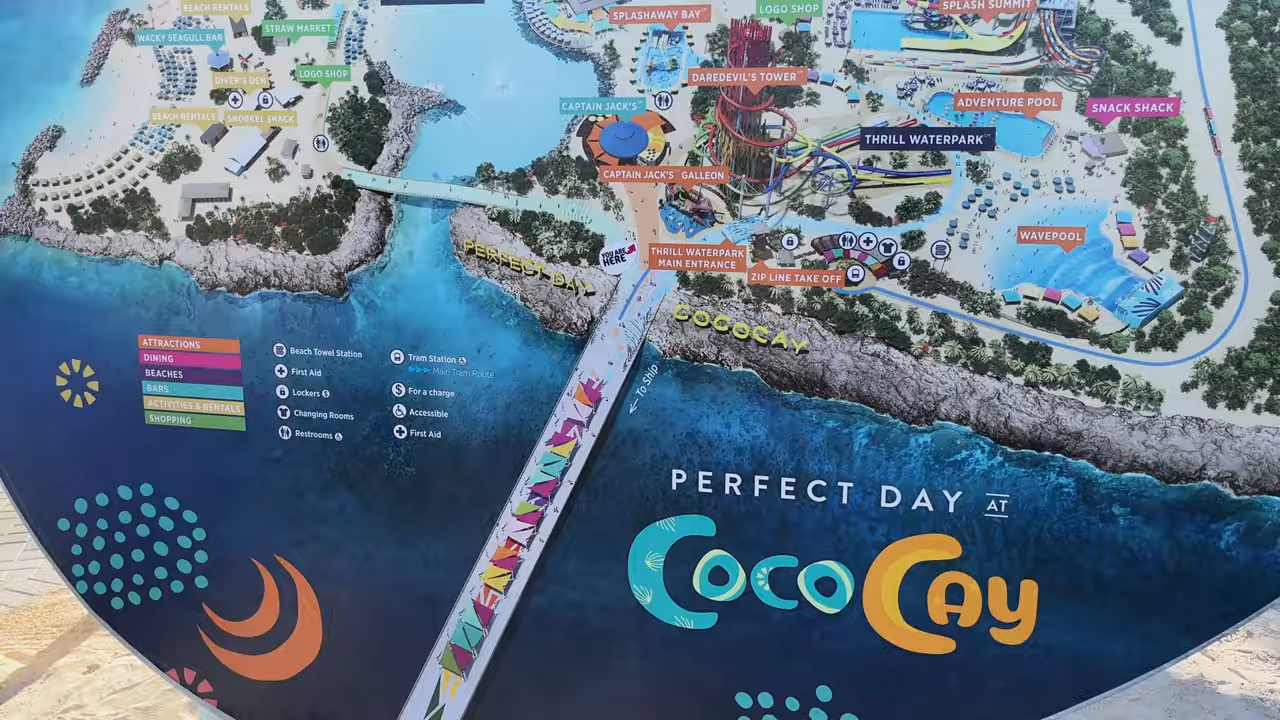 BEACH RENTALS
WACKY SEAGULL BAR
STRAW MARKET
DIVER'S DEN
LOGO SHOP
BEACH RENTALS
SNORKEL SHACK
SPLASHAWAY BAY
LOGO SHOP
SPLASH SUMMIT
DAREDEVIL'S TOWER
CAPTAIN JACK'S
CAPTAIN JACK'S GALLEON
ADVENTURE POOL
SNACK SHACK
THRILL WATERPARK
WAVEPOOL
YOU ARE
HERE
THRILL WATERPARK
MAIN ENTRANCE
ZIP LINE TAKE OFF
PERFECT DAY
COCOCAY
ATTRACTIONS
DINING
BEACHES
BARS
ACTIVITIES & RENTALS
SHOPPING
Beach Towel Station
First Aid
Lockers $
Changing Rooms
Restrooms
Tram Station
Main Tram Route
$ For a charge
Accessible
First Aid
← To Ship
PERFECT DAY AT
COCOCAY